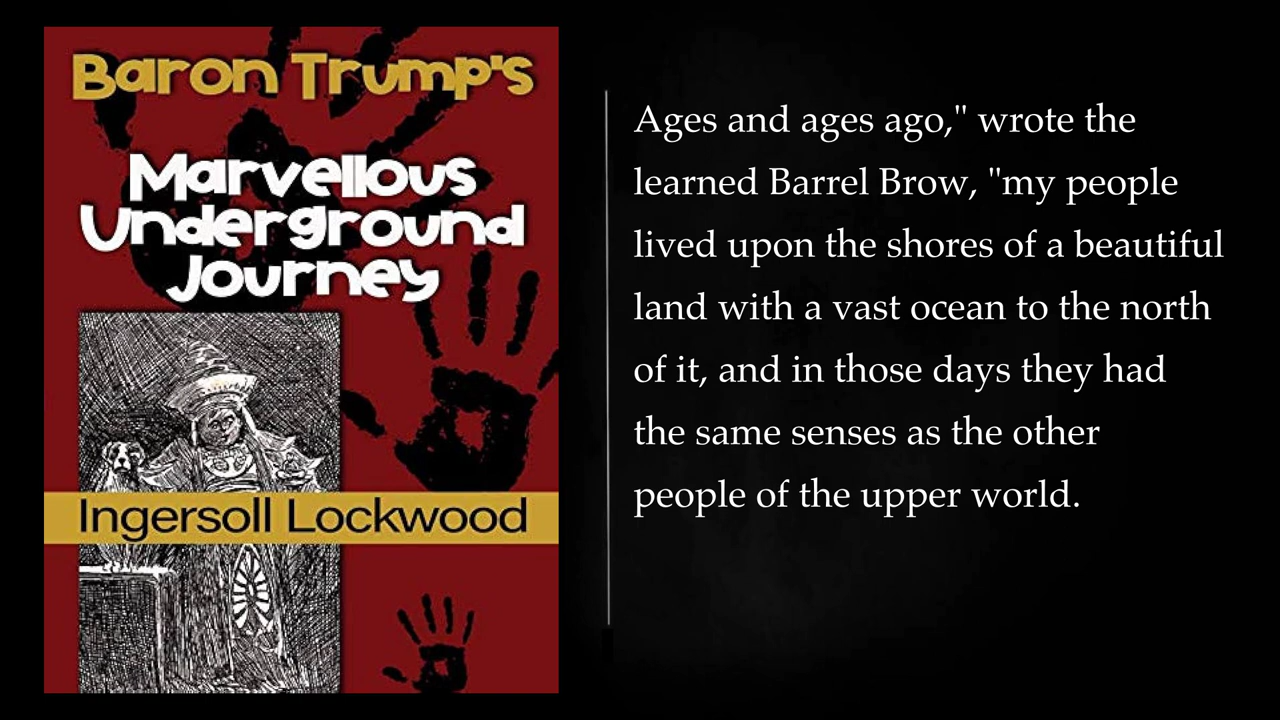 Baron Trump's
Marvellous
Underground
Journey
Ingersoll Lockwood
Ages and ages ago," wrote the
learned Barrel Brow, "my people
lived upon the shores of a beautiful
land with a vast ocean to the north
of it, and in those days they had
the same senses as the other
people of the upper world.